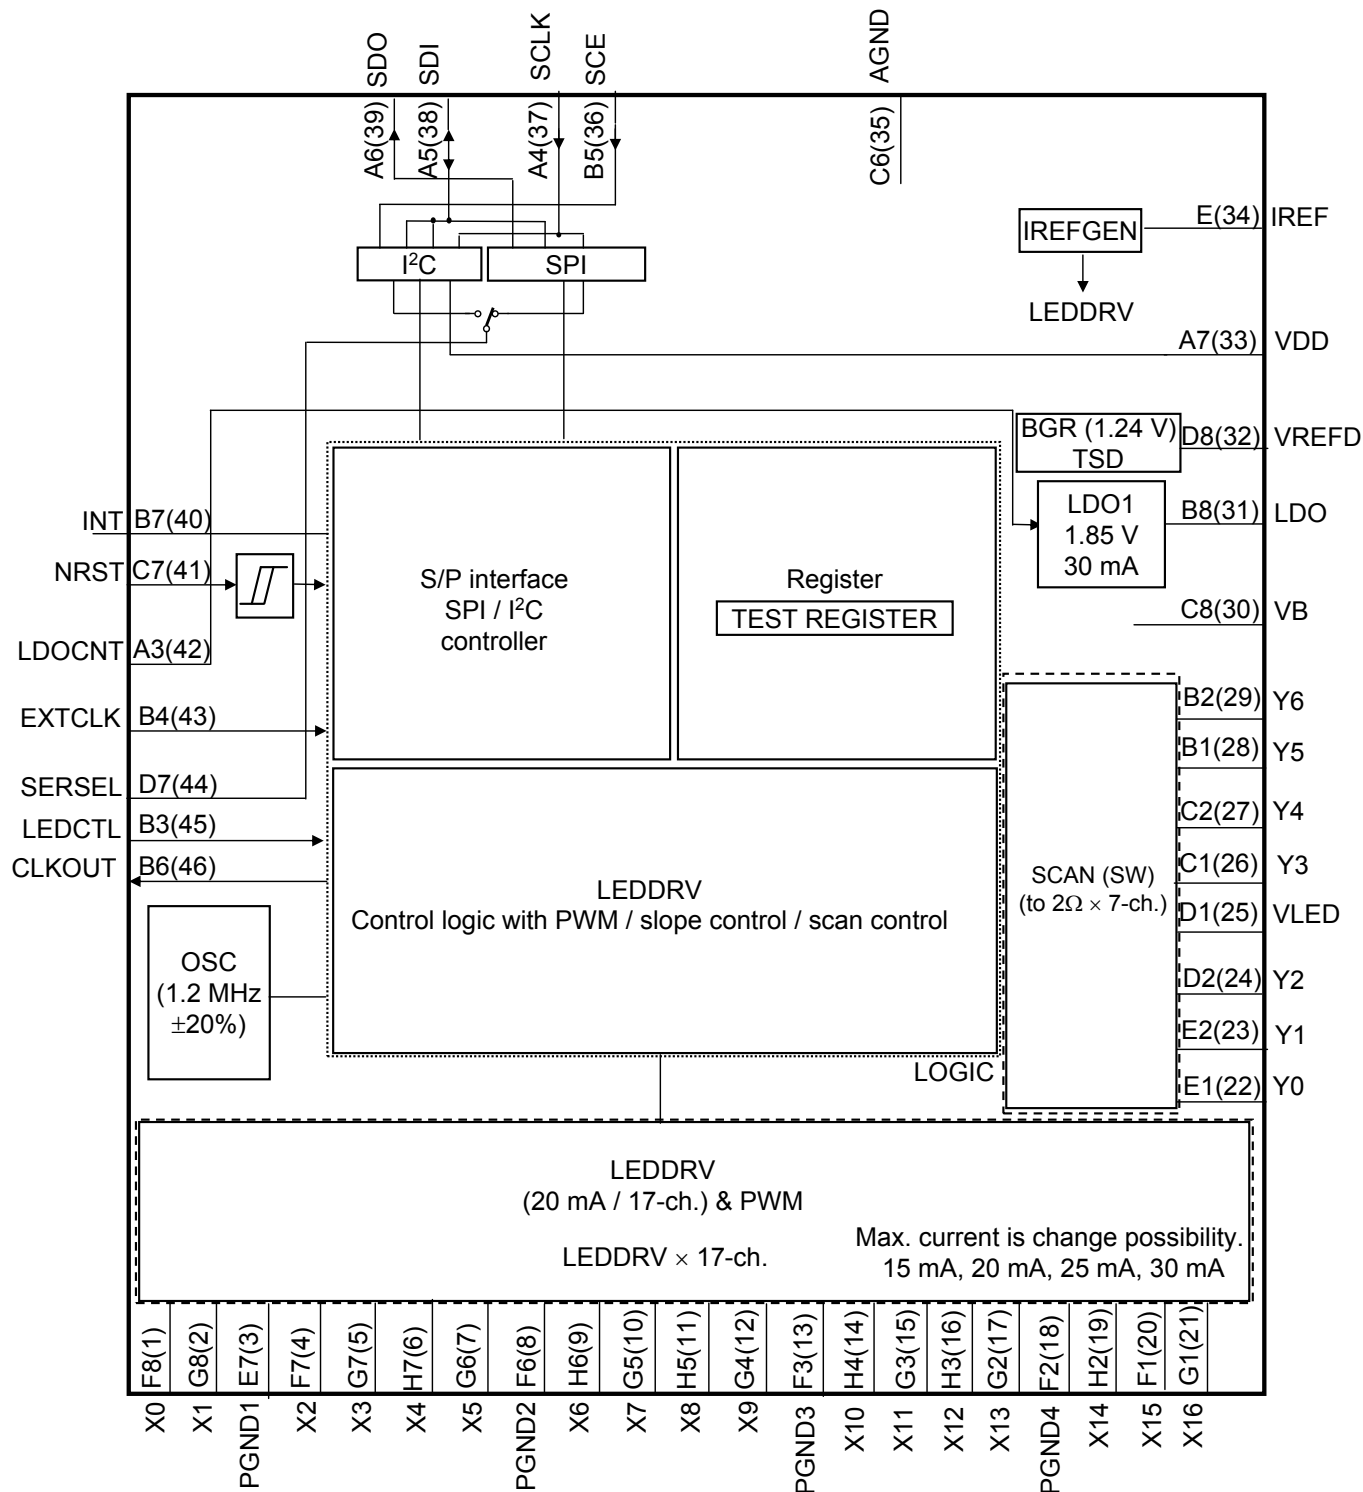 SDO
SDI
SCLK
SCE
AGND
A6(39)
A5(38)
A4(37)
B5(36)
C6(35)
I²C
SPI
IREFGEN
LEDDRV
E(34) IREF
A7(33) VDD
BGR (1.24 V)
TSD
D8(32) VREFD
LDO1
1.85 V
30 mA
B8(31) LDO
C8(30) VB
INT B7(40)
NRST C7(41)
LDOCNT A3(42)
EXTCLK B4(43)
SERSEL D7(44)
LEDCTL B3(45)
CLKOUT B6(46)
S/P interface
SPI / I²C
controller
Register
TEST REGISTER
B2(29) Y6
B1(28) Y5
C2(27) Y4
C1(26) Y3
D1(25) VLED
D2(24) Y2
E2(23) Y1
E1(22) Y0
SCAN (SW)
(to 2Ω × 7-ch.)
LEDDRV
Control logic with PWM / slope control / scan control
OSC
(1.2 MHz
±20%)
LOGIC
LEDDRV
(20 mA / 17-ch.) & PWM
LEDDRV × 17-ch.
Max. current is change possibility.
15 mA, 20 mA, 25 mA, 30 mA
F8(1)
G8(2)
E7(3)
F7(4)
G7(5)
H7(6)
G6(7)
F6(8)
H6(9)
G5(10)
H5(11)
G4(12)
F3(13)
H4(14)
G3(15)
H3(16)
G2(17)
F2(18)
H2(19)
F1(20)
G1(21)
X0
X1
PGND1
X2
X3
X4
X5
PGND2
X6
X7
X8
X9
PGND3
X10
X11
X12
X13
PGND4
X14
X15
X16